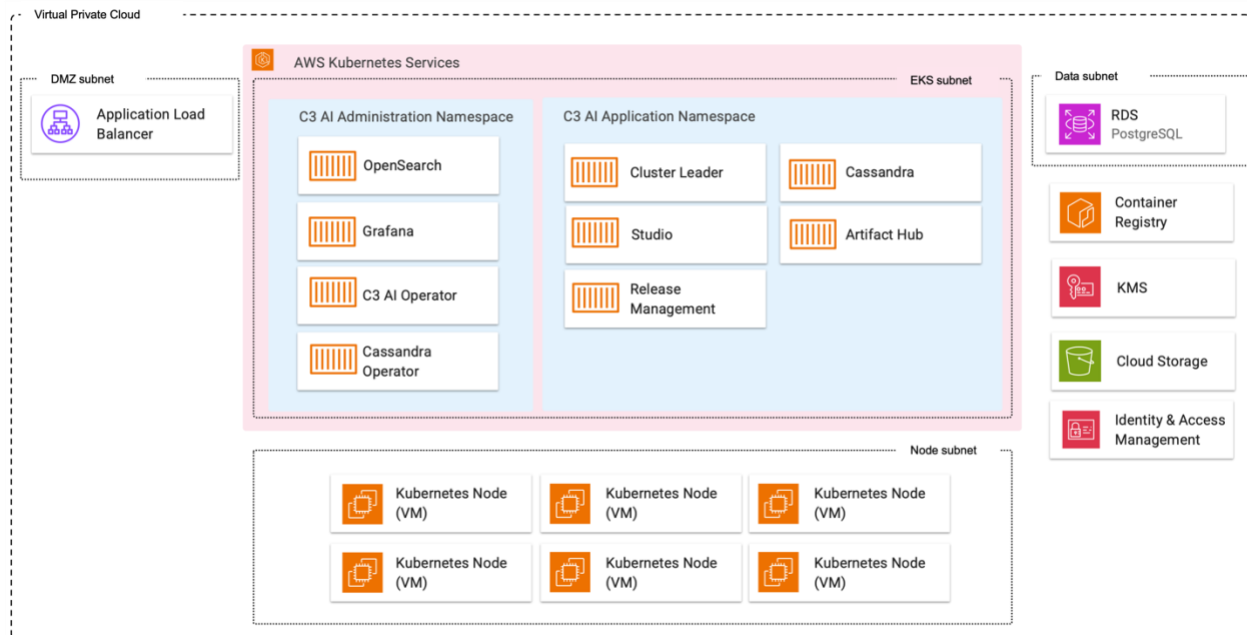 Virtual Private Cloud
DMZ subnet
Application Load
Balancer
AWS Kubernetes Services
EKS subnet
C3 AI Administration Namespace
OpenSearch
Grafana
C3 AI Operator
Cassandra
Operator
C3 AI Application Namespace
Cluster Leader
Cassandra
Studio
Artifact Hub
Release
Management
Data subnet
RDS
PostgreSQL
Container
Registry
KMS
Cloud Storage
Identity & Access
Management
Node subnet
Kubernetes Node
(VM)
Kubernetes Node
(VM)
Kubernetes Node
(VM)
Kubernetes Node
(VM)
Kubernetes Node
(VM)
Kubernetes Node
(VM)